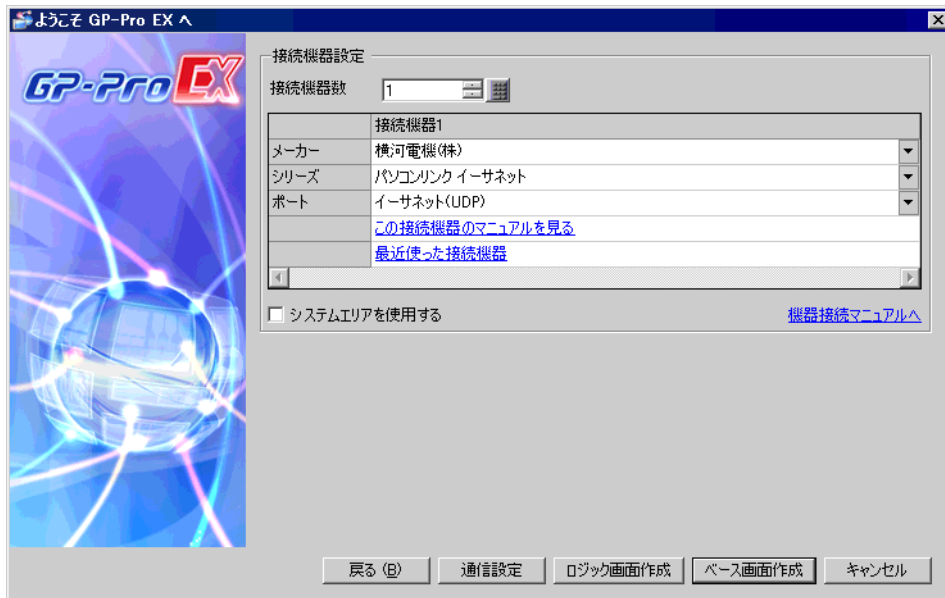 ようこそ GP-Pro EX へ
GP-Pro EX
接続機器設定
接続機器数 1
接続機器1
メーカー 横河電機(株)
シリーズ パソコンリンク イーサネット
ポート イーサネット(UDP)
この接続機器のマニュアルを見る
最近使った接続機器
システムエリアを使用する 機器接続マニュアルへ
戻る (B) 通信設定 ロジック画面作成 ベース画面作成 キャンセル